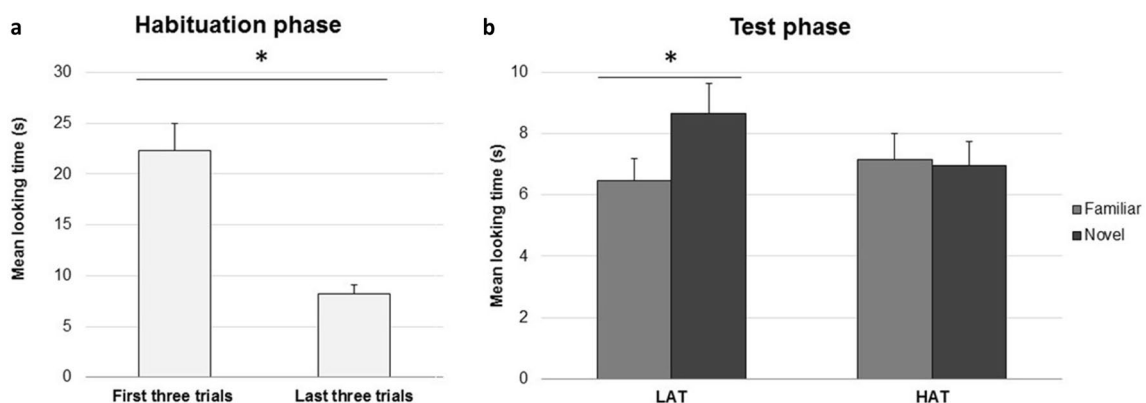 a
Habituation phase
*
30
25
20
15
10
5
0
Mean looking time (s)
First three trials
Last three trials
b
Test phase
*
10
8
6
4
2
0
Mean looking time (s)
LAT
HAT
Familiar
Novel